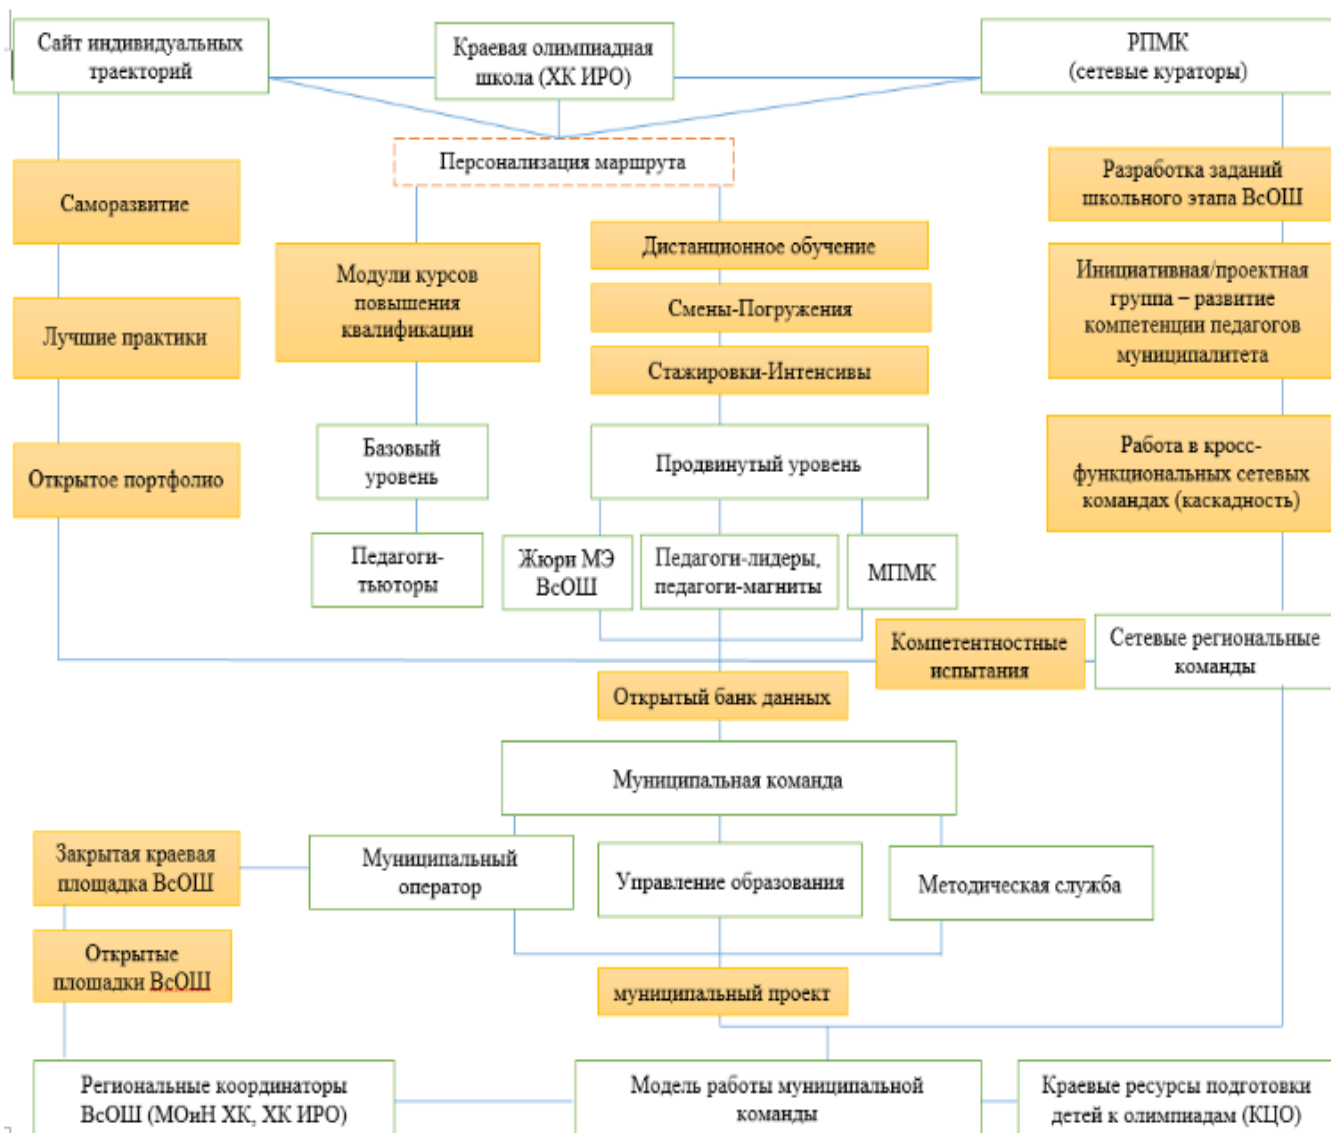 Сайт индивидуальных
траекторий
Краевая олимпиадная
школа (ХК ИРО)
РПМК
(сетевые кураторы)
Персонализация маршрута
Саморазвитие
Лучшие практики
Открытое портфолио
Модули курсов
повышения
квалификации
Базовый
уровень
Педагоги-
тьюторы
Дистанционное обучение
Смены-Погружения
Стажировки-Интенсивы
Продвинутый уровень
Жюри МЭ
ВсОШ
Педагоги-лидеры,
педагоги-магниты
МПМК
Разработка заданий
школьного этапа ВсОШ
Инициативная/проектная
группа – развитие
компетенции педагогов
муниципалитета
Работа в кросс-
функциональных сетевых
командах (каскадность)
Компетентностные
испытания
Сетевые региональные
команды
Открытый банк данных
Муниципальная команда
Закрытая краевая
площадка ВсОШ
Муниципальный
оператор
Управление образования
Методическая служба
Открытые
площадки ВсОШ
муниципальный проект
Региональные координаторы
ВсОШ (МОиН ХК, ХК ИРО)
Модель работы муниципальной
команды
Краевые ресурсы подготовки
детей к олимпиадам (КЦО)